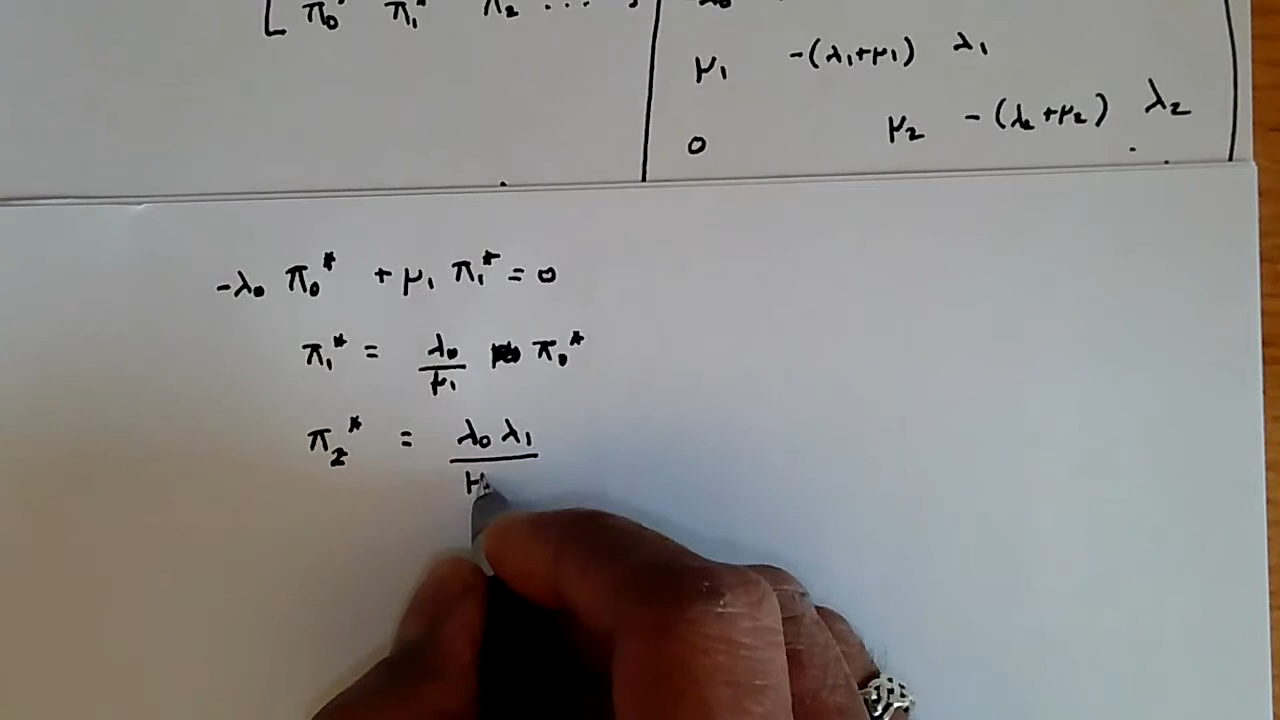 [ π₀* π₁* π₂ ...
μ₁ -(λ₁+μ₁) λ₁
0 μ₂ -(λ₂+μ₂) λ₂
-λ₀ π₀* + μ₁ π₁* = 0
π₁* = λ₀/μ₁ π₀*
π₂* = λ₀ λ₁/μ